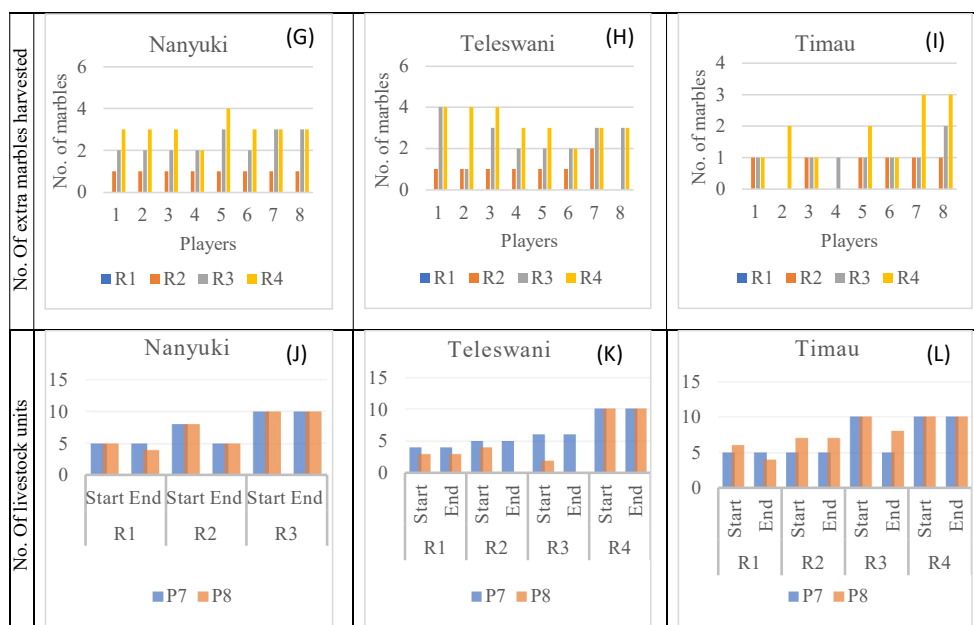 No. Of extra marbles harvested
Nanyuki (G)
No. of marbles
6
4
2
0
1 2 3 4 5 6 7 8
Players
R1 R2 R3 R4
Teleswani (H)
No. of marbles
6
4
2
0
1 2 3 4 5 6 7 8
Players
R1 R2 R3 R4
Timau (I)
No. of marbles
4
3
2
1
0
1 2 3 4 5 6 7 8
Players
R1 R2 R3 R4
No. Of livestock units
Nanyuki (J)
15
10
5
0
Start End Start End Start End
R1 R2 R3
P7 P8
Teleswani (K)
15
10
5
0
Start End Start End Start End Start End
R1 R2 R3 R4
P7 P8
Timau (L)
15
10
5
0
Start End Start End Start End Start End
R1 R2 R3 R4
P7 P8